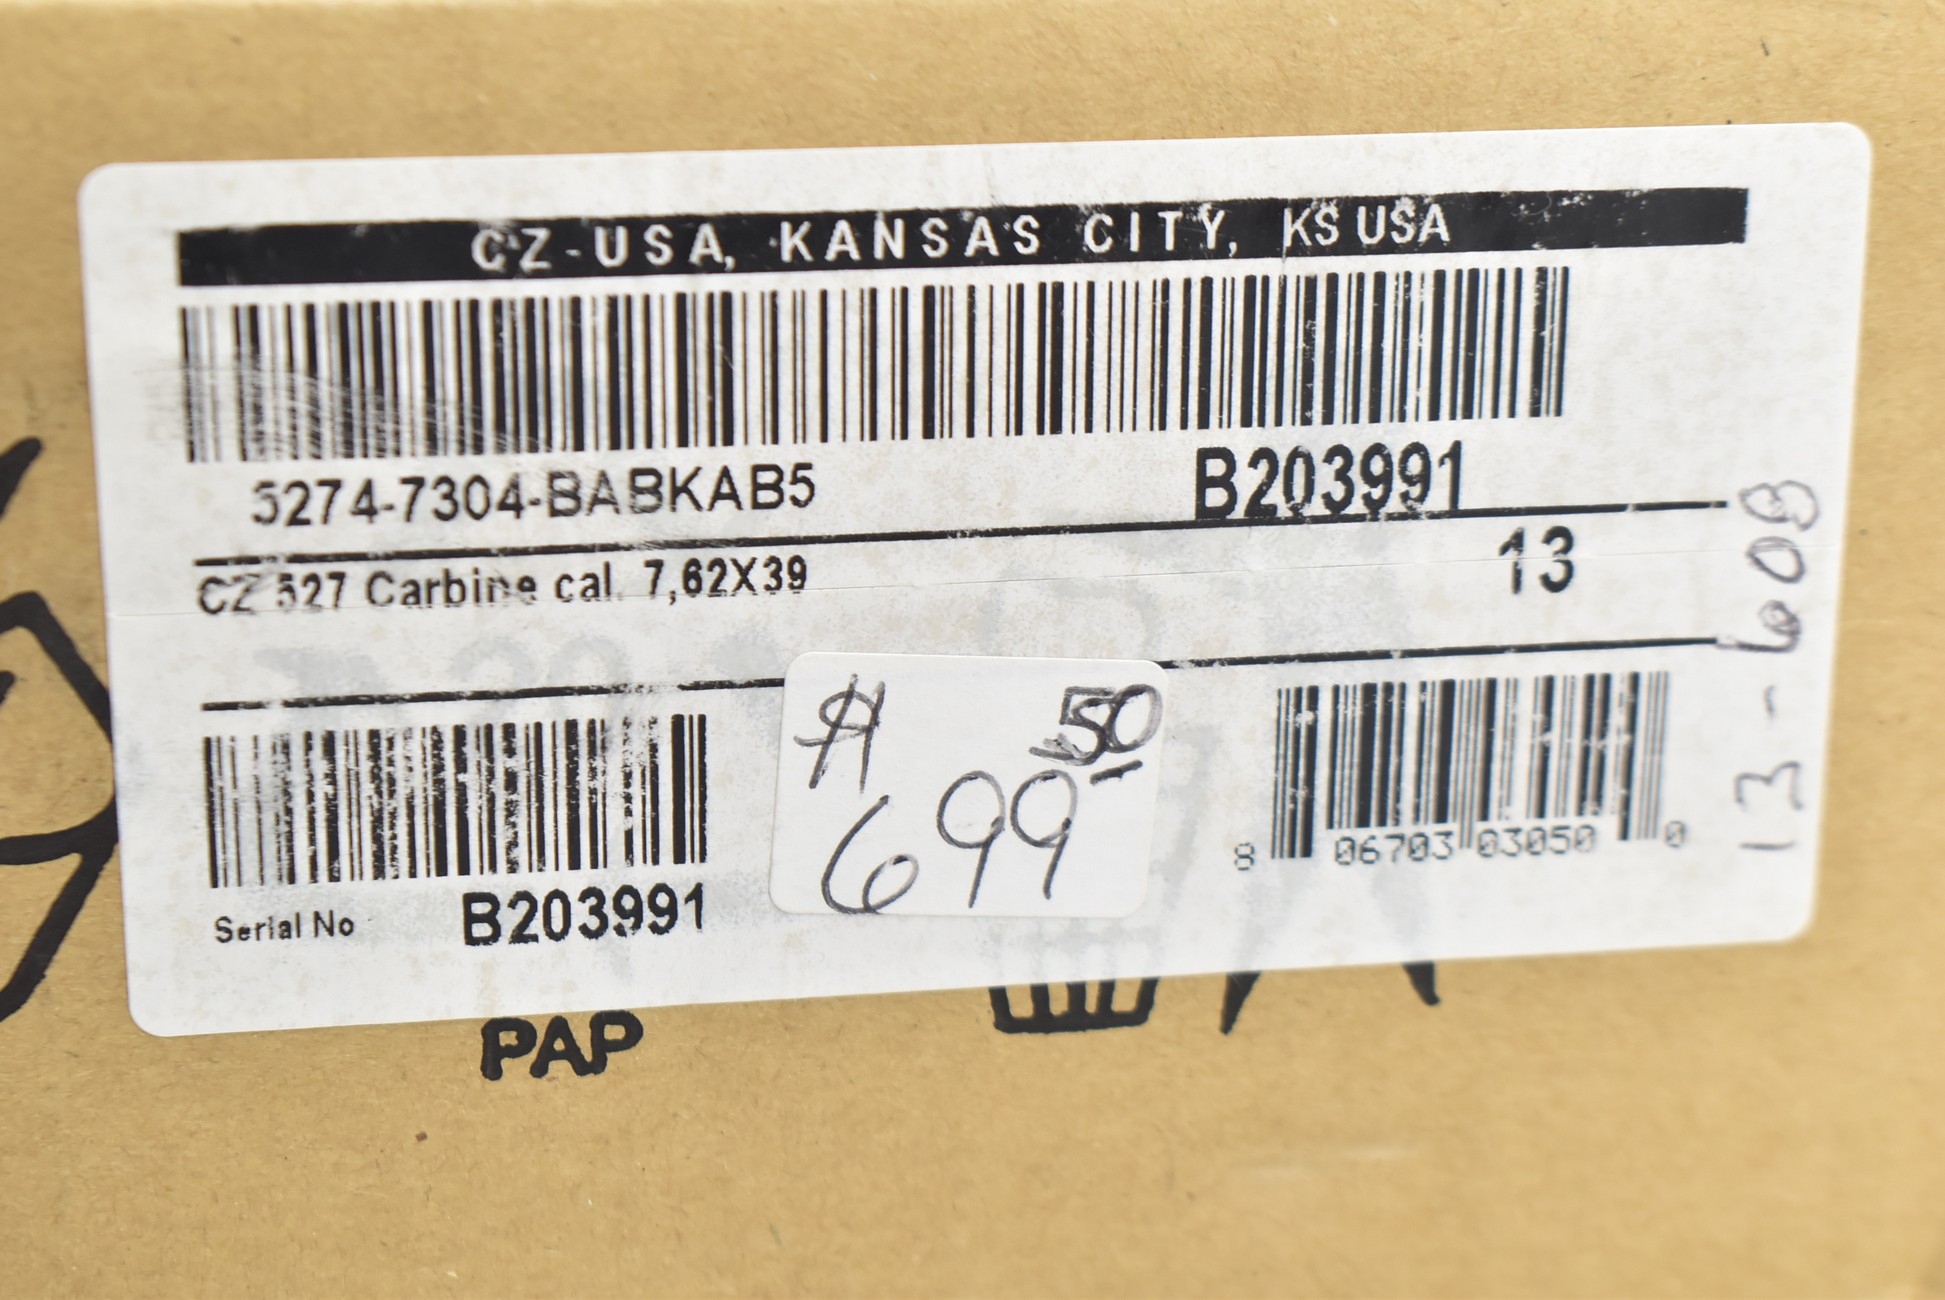 CZ-USA, KANSAS CITY, KS USA
5274-7304-BABKAB5 B203991
CZ 527 Carbine cal. 7,62X39 13
$ 699.50
8 06703 03050 0
Serial No B203991
13-608
PAP